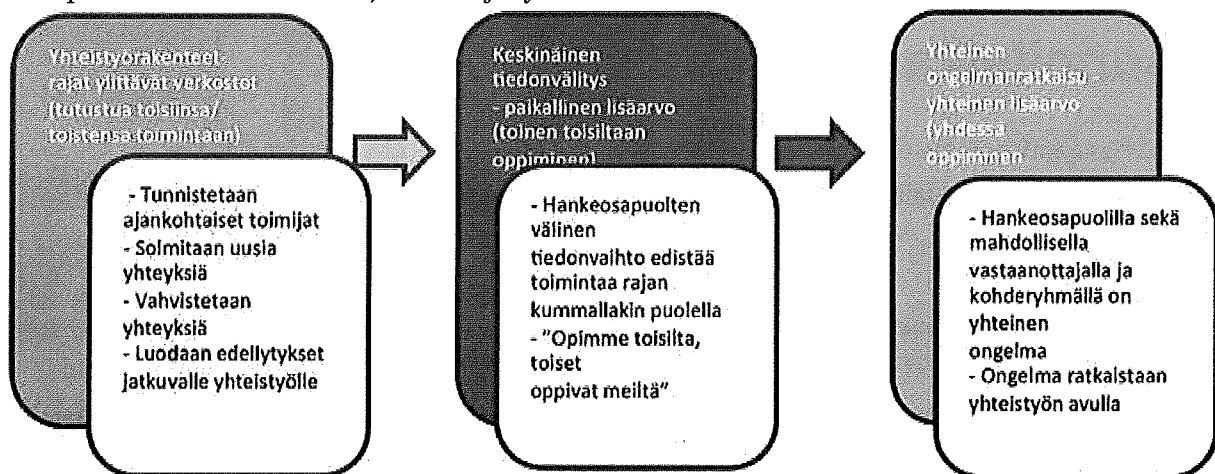 Yhteistyörakenteet -
rajat ylittävät verkostot
(tutustua toisiinsa/
toistensa toimintaan)
- Tunnistetaan
ajankohtaiset toimijat
- Solmitaan uusia
yhteyksiä
- Vahvistetaan
yhteyksiä
- Luodaan edellytykset
jatkuvalle yhteistyölle
Keskinäinen
tiedonvälitys
- paikallinen lisäarvo
(toinen toisiltaan
oppiminen)
- Hankeosapuolten
välinen
tiedonvaihto edistää
toimintaa rajan
kummallakin puolella
- "Opimme toisilta,
toiset
oppivat meiltä"
Yhteinen
ongelmanratkaisu -
yhteinen lisäarvo
(yhdessä
oppiminen
- Hankeosapuolilla sekä
mahdollisella
vastaanottajalla ja
kohderyhmällä on
yhteinen
ongelma
- Ongelma ratkaistaan
yhteistyön avulla